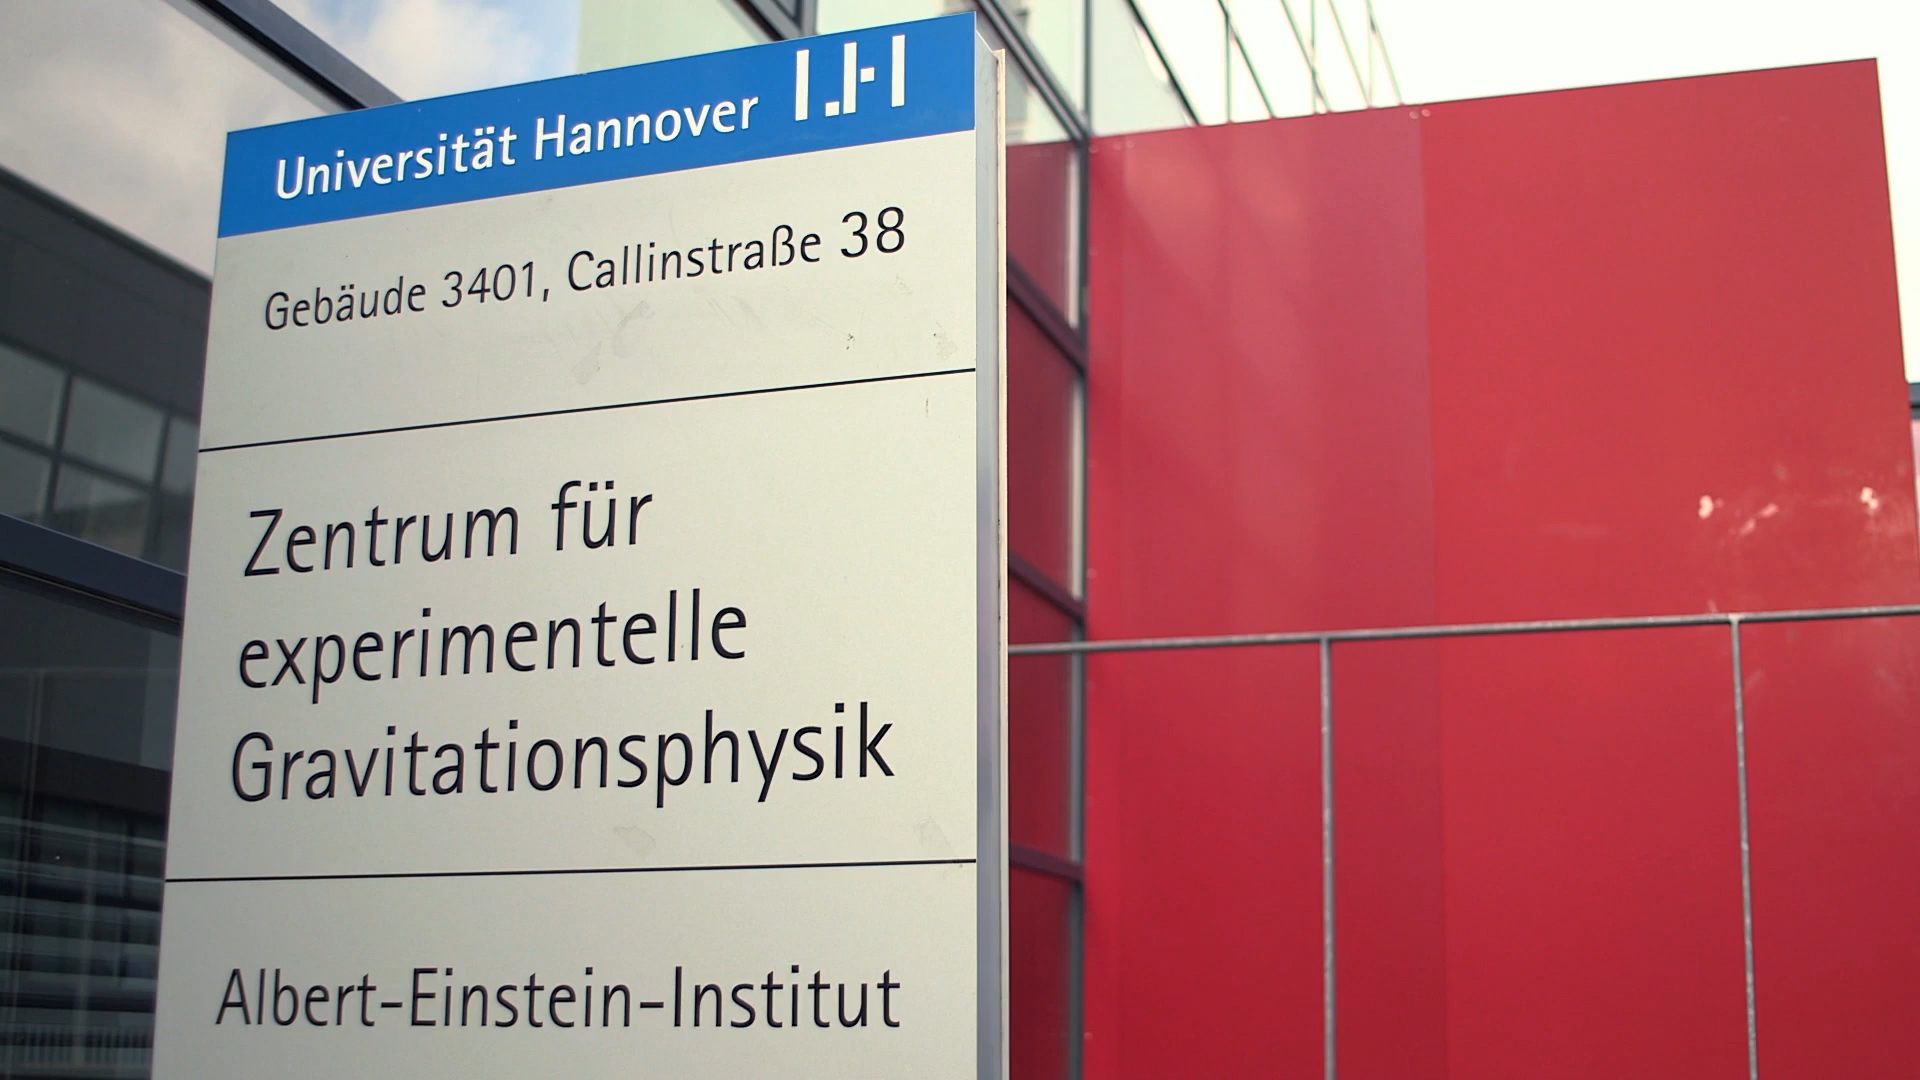 Universität Hannover
Gebäude 3401, Callinstraße 38
Zentrum für
experimentelle
Gravitationsphysik
Albert-Einstein-Institut